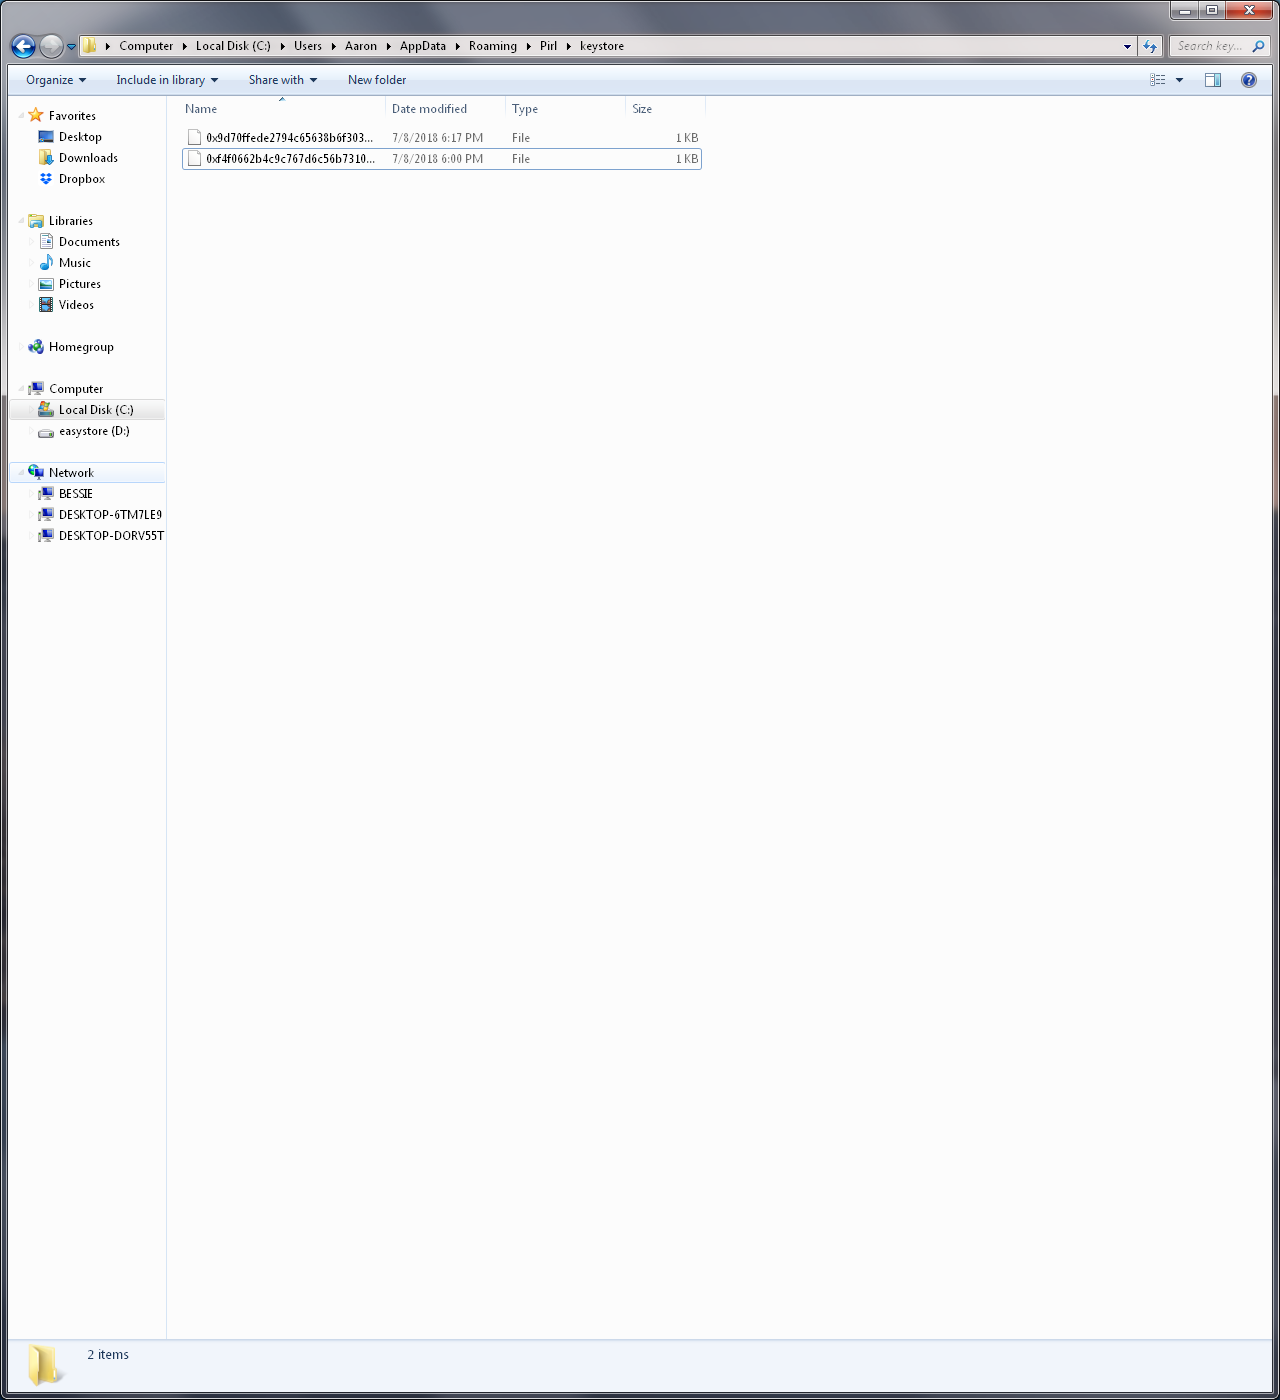 Computer Local Disk (C:) Users Aaron AppData Roaming Pirl keystore Search key...
Organize Include in library Share with New folder
Favorites
Desktop
Downloads
Dropbox
Libraries
Documents
Music
Pictures
Videos
Homegroup
Computer
Local Disk (C:)
easystore (D:)
Network
BESSIE
DESKTOP-6TM7LE9
DESKTOP-DORV55T
Name Date modified Type Size
0x9d70ffede2794c65638b6f303... 7/8/2018 6:17 PM File 1 KB
0xf4f0662b4c9c767d6c56b7310... 7/8/2018 6:00 PM File 1 KB
2 items